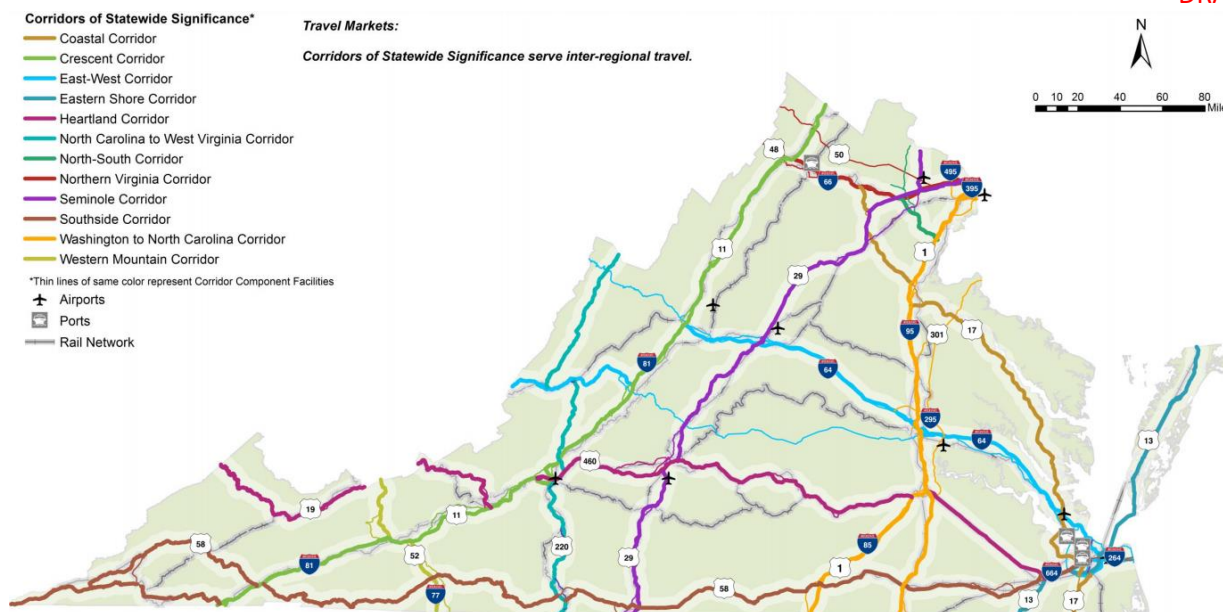 DRA
Corridors of Statewide Significance*
Coastal Corridor
Crescent Corridor
East-West Corridor
Eastern Shore Corridor
Heartland Corridor
North Carolina to West Virginia Corridor
North-South Corridor
Northern Virginia Corridor
Seminole Corridor
Southside Corridor
Washington to North Carolina Corridor
Western Mountain Corridor
*Thin lines of same color represent Corridor Component Facilities
Airports
Ports
Rail Network
Travel Markets:
Corridors of Statewide Significance serve inter-regional travel.
N
0 10 20 40 60 80
Mile
48
50
495
66
395
11
1
29
17
95
301
81
64
295
64
13
460
19
11
58
220
85
264
52
81
29
1
58
664
77
13
17